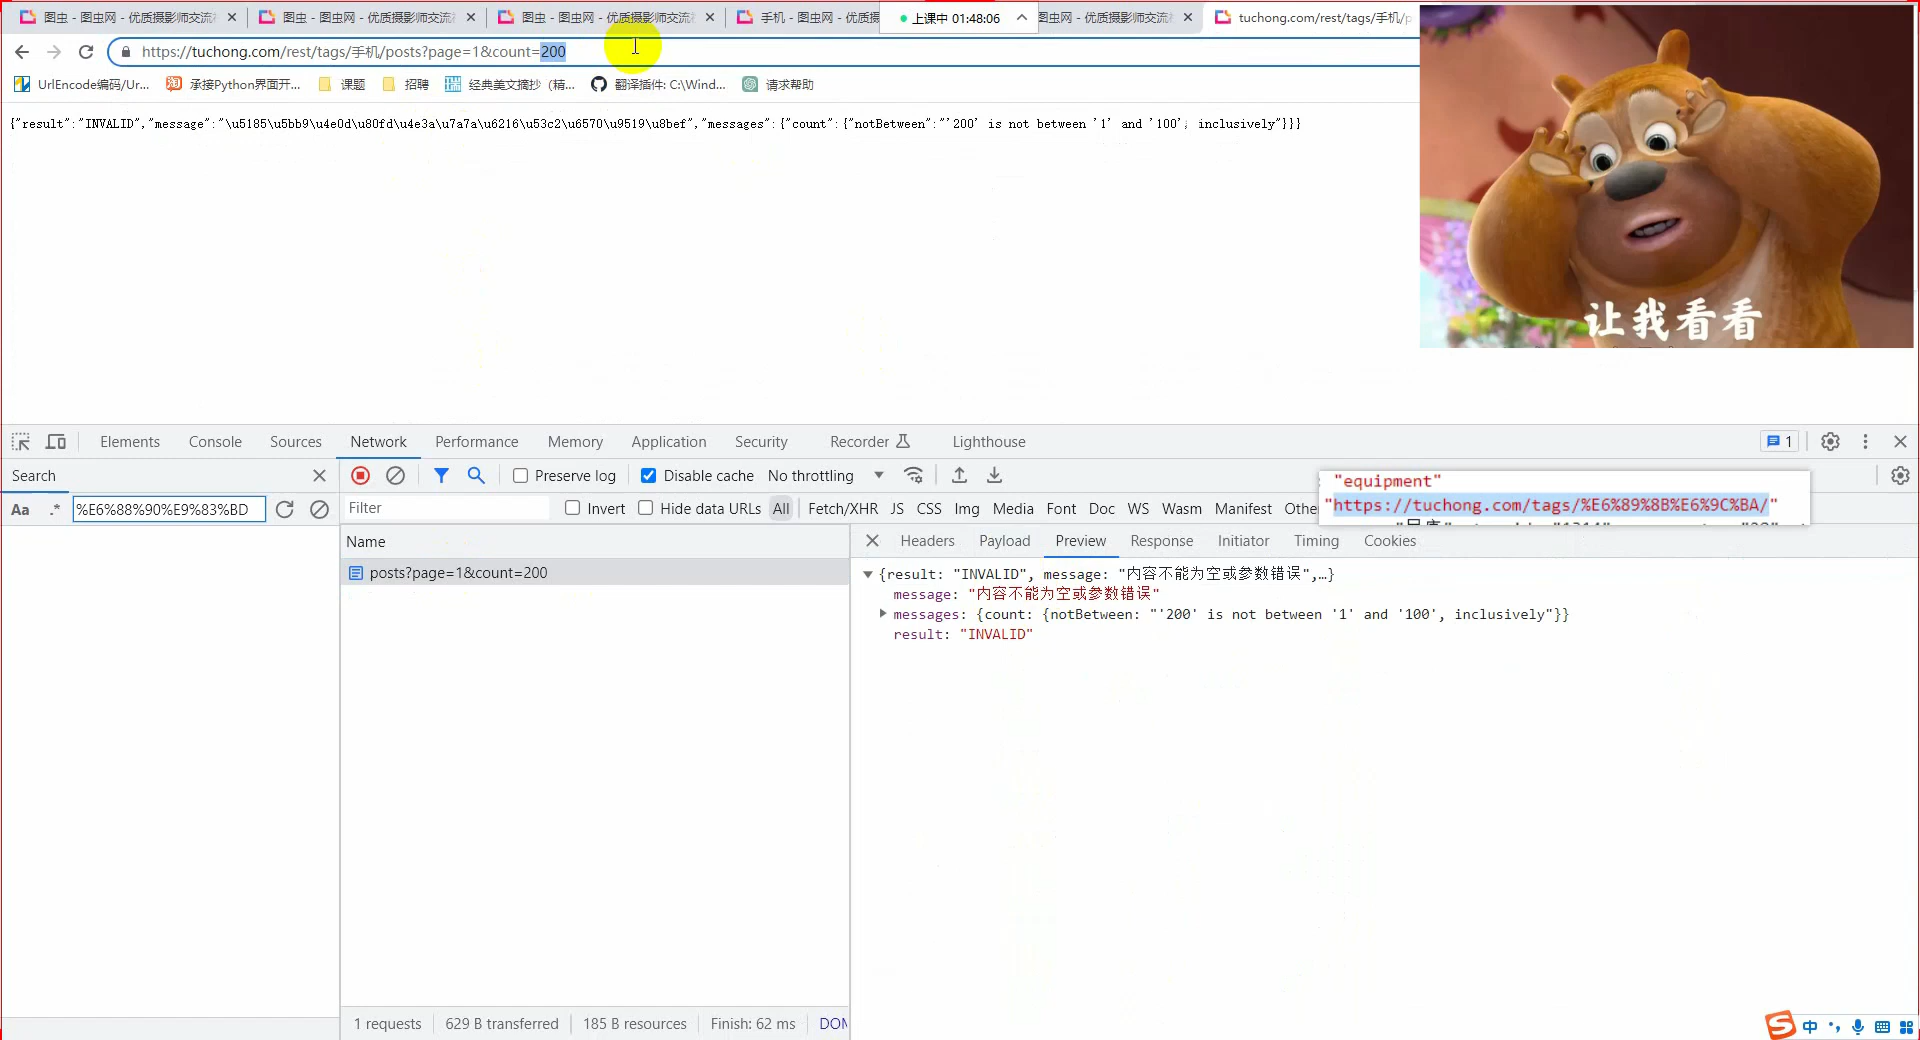 图虫 - 图虫网 - 优质摄影师交流
图虫 - 图虫网 - 优质摄影师交流
图虫 - 图虫网 - 优质摄影师交流
手机 - 图虫网 - 优质摄
上课中 01:48:06
图虫网 - 优质摄影师交流
tuchong.com/rest/tags/手机/p
https://tuchong.com/rest/tags/手机/posts?page=1&count=200
UrlEncode编码/Ur...
承接Python界面开...
课题
招聘
经典美文摘抄（精...
翻译插件: C:\Wind...
请求帮助
{"result":"INVALID","message":"\u5185\u5bb9\u4e0d\u80fd\u4e3a\u7a7a\u6216\u53c2\u6570\u9519\u8bef","messages":{"count":{"notBetween":"'200' is not between '1' and '100', inclusively"}}}
让我看看
Elements Console Sources Network Performance Memory Application Security Recorder Lighthouse
1
Search
Preserve log
Disable cache
No throttling
"equipment"
Aa .* %E6%88%90%E9%83%BD
Filter
Invert
Hide data URLs
All Fetch/XHR JS CSS Img Media Font Doc WS Wasm Manifest Othe
"https://tuchong.com/tags/%E6%89%8B%E6%9C%BA/"
Name
Headers Payload Preview Response Initiator Timing Cookies
posts?page=1&count=200
{result: "INVALID", message: "内容不能为空或参数错误",…}
message: "内容不能为空或参数错误"
messages: {count: {notBetween: "'200' is not between '1' and '100', inclusively"}}
result: "INVALID"
1 requests
629 B transferred
185 B resources
Finish: 62 ms
DON
中